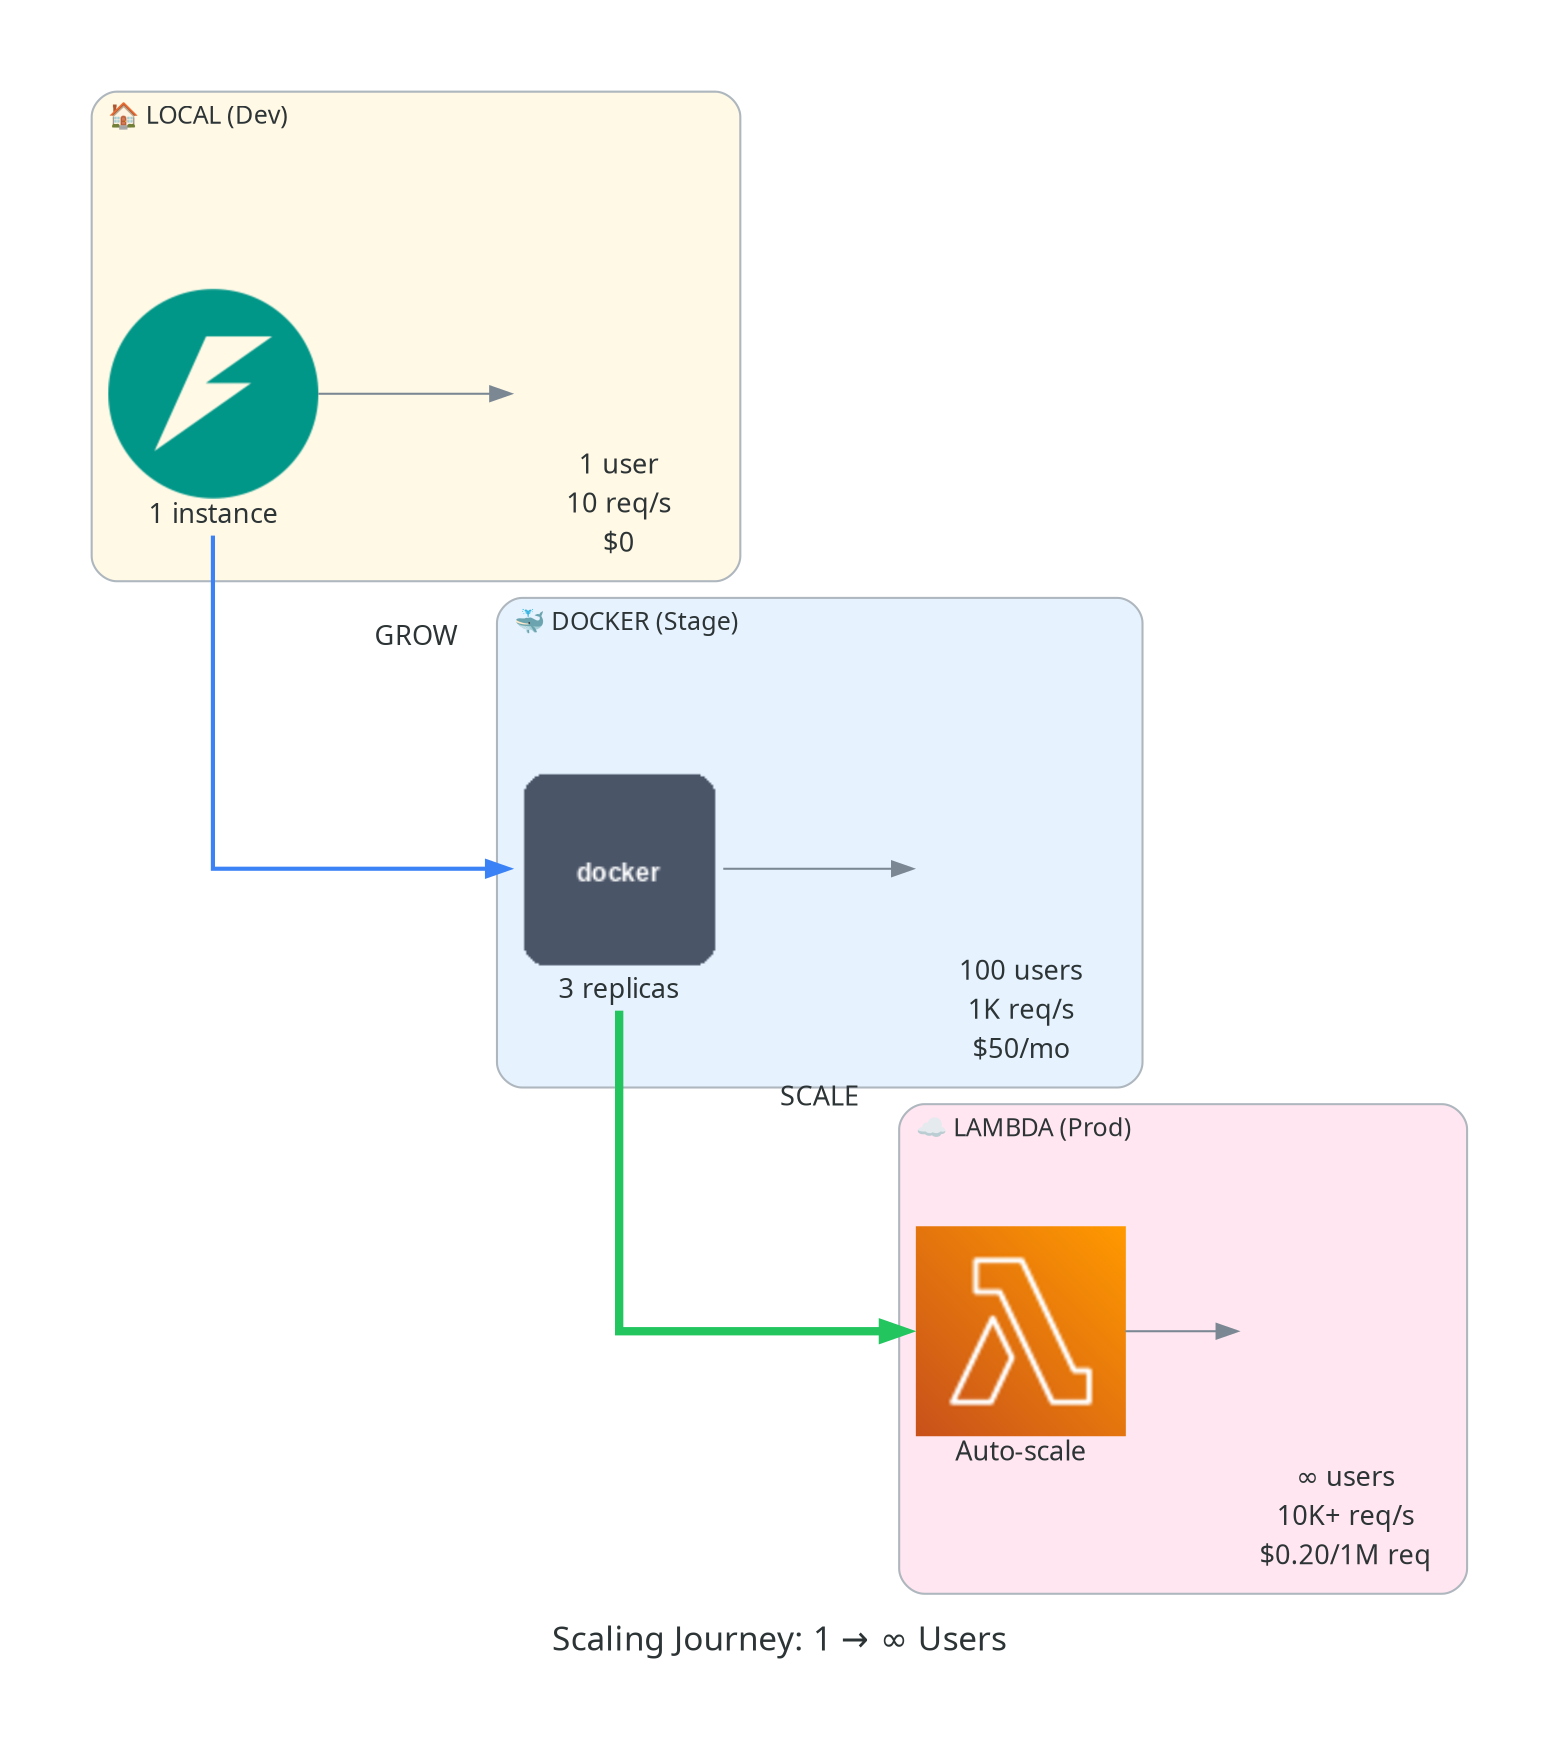 🏠 LOCAL (Dev)
1 instance
1 user
10 req/s
$0
GROW
🐳 DOCKER (Stage)
docker
3 replicas
100 users
1K req/s
$50/mo
SCALE
☁️ LAMBDA (Prod)
Auto-scale
∞ users
10K+ req/s
$0.20/1M req
Scaling Journey: 1 → ∞ Users